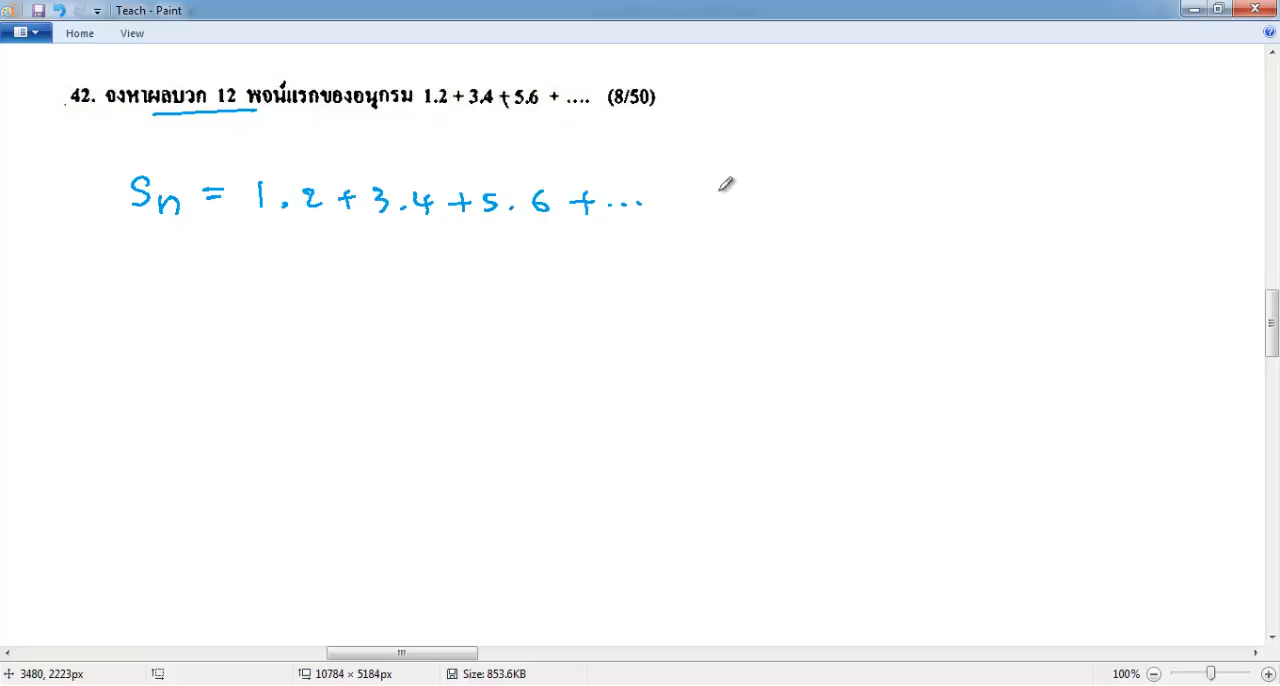 Teach - Paint
Home View
42. จงหาผลบวก 12 พจน์แรกของอนุกรม 1.2 + 3.4 + 5.6 + .... (8/50)
Sn = 1 . 2 + 3 . 4 + 5 . 6 + ...
3480, 2223px 10784 × 5184px Size: 853.6KB 100%